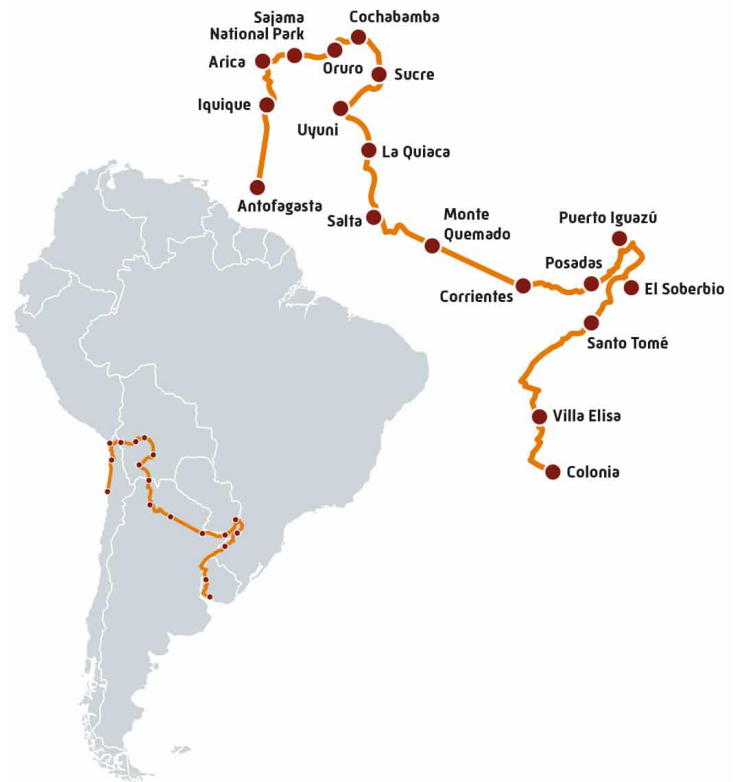 Cochabamba
Sajama
National Park
Arica
Oruro
Sucre
Iquique
Uyuni
La Quiaca
Antofagasta
Salta
Monte
Quemado
Puerto Iguazú
Posadas
El Soberbio
Corrientes
Santo Tomé
Villa Elisa
Colonia